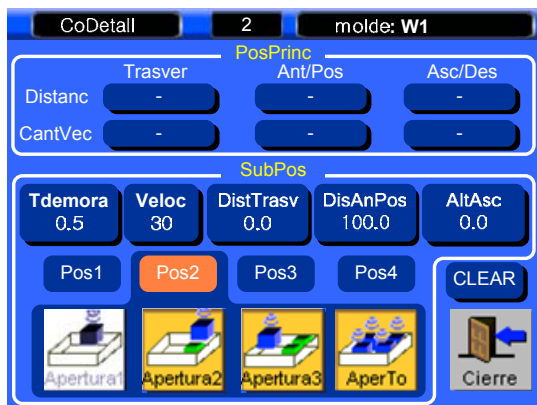 CoDetall 2 molde: W1
PosPrinc
Trasver Ant/Pos Asc/Des
Distanc - - -
CantVec - - -
SubPos
Tdemora Veloc DistTrasv DisAnPos AltAsc
0.5 30 0.0 100.0 0.0
Pos1 Pos2 Pos3 Pos4 CLEAR
Apertura1 Apertura2 Apertura3 AperTo Cierre